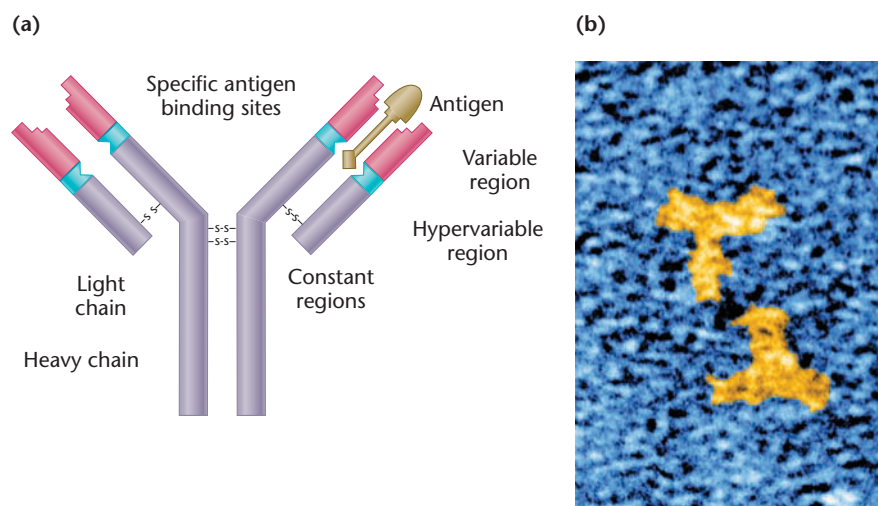 (a)
(b)
Specific antigen
binding sites
Antigen
Variable
region
Hypervariable
region
-s-s-
-s-s-
-s-s-
-s-s-
Light
chain
Constant
regions
Heavy chain